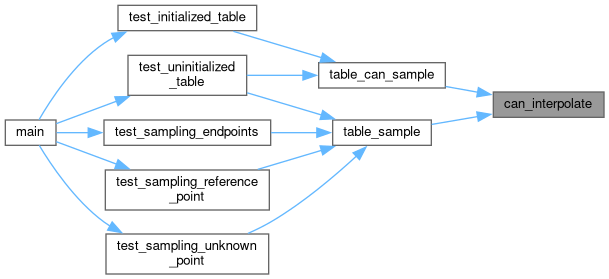 test_initialized_table
test_uninitialized
_table
table_can_sample
can_interpolate
main
test_sampling_endpoints
table_sample
test_sampling_reference
_point
test_sampling_unknown
_point